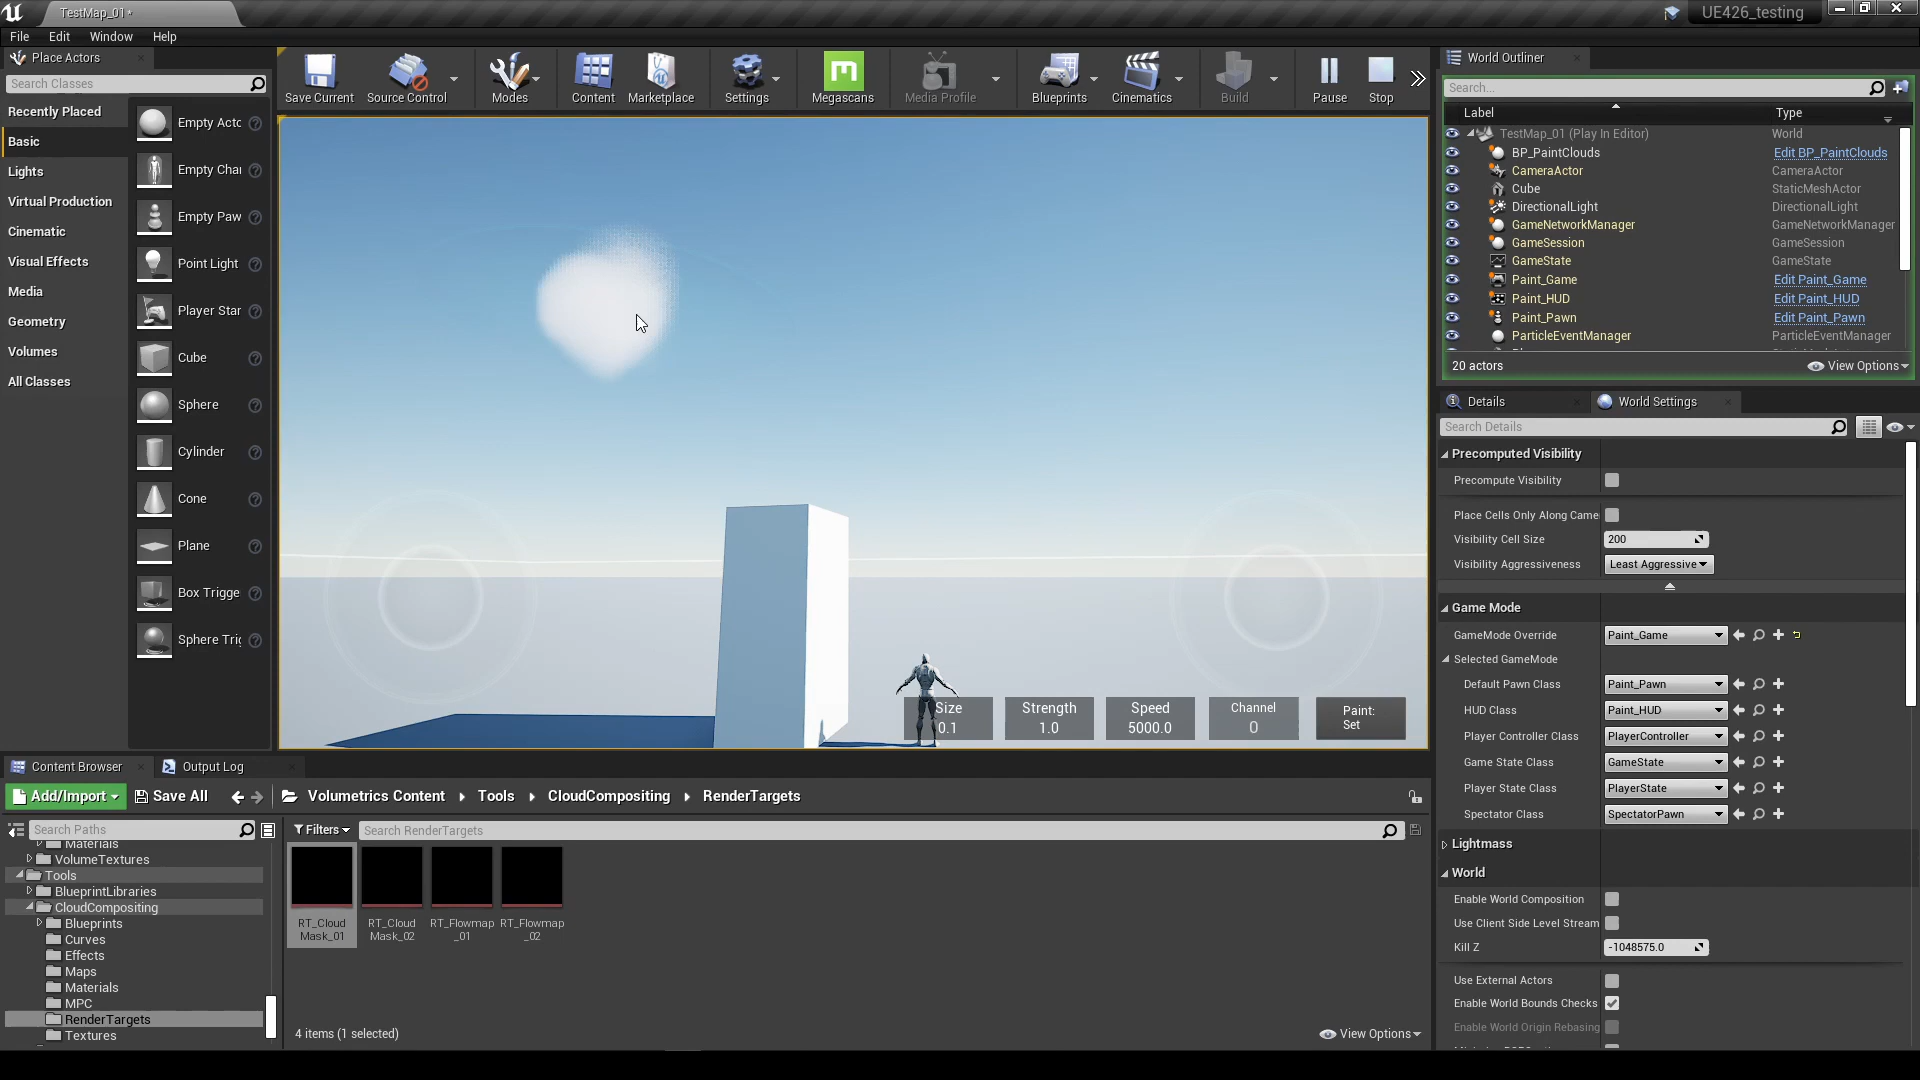 TestMap_01*
UE426_testing
File Edit Window Help
Place Actors
Search Classes
Recently Placed
Basic
Lights
Virtual Production
Cinematic
Visual Effects
Media
Geometry
Volumes
All Classes
Empty Acto
Empty Char
Empty Paw
Point Light
Player Star
Cube
Sphere
Cylinder
Cone
Plane
Box Trigge
Sphere Trig
Save Current Source Control Modes Content Marketplace Settings Megascans Media Profile Blueprints Cinematics Build Pause Stop
Size
0.1
Strength
1.0
Speed
5000.0
Channel
0
Paint:
Set
World Outliner
Search...
Label Type
TestMap_01 (Play In Editor) World
BP_PaintClouds Edit BP_PaintClouds
CameraActor CameraActor
Cube StaticMeshActor
DirectionalLight DirectionalLight
GameNetworkManager GameNetworkManager
GameSession GameSession
GameState GameState
Paint_Game Edit Paint_Game
Paint_HUD Edit Paint_HUD
Paint_Pawn Edit Paint_Pawn
ParticleEventManager ParticleEventManager
20 actors View Options
Details World Settings
Search Details
Precomputed Visibility
Precompute Visibility
Place Cells Only Along Came
Visibility Cell Size 200
Visibility Aggressiveness Least Aggressive
Game Mode
GameMode Override Paint_Game
Selected GameMode
Default Pawn Class Paint_Pawn
HUD Class Paint_HUD
Player Controller Class PlayerController
Game State Class GameState
Player State Class PlayerState
Spectator Class SpectatorPawn
Lightmass
World
Enable World Composition
Use Client Side Level Stream
Kill Z -1048575.0
Use External Actors
Enable World Bounds Checks
Enable World Origin Rebasing
Content Browser Output Log
Add/Import Save All Volumetrics Content Tools CloudCompositing RenderTargets
Search Paths
Filters Search RenderTargets
Materials
VolumeTextures
Tools
BlueprintLibraries
CloudCompositing
Blueprints
Curves
Effects
Maps
Materials
MPC
RenderTargets
Textures
RT_Cloud
Mask_01
RT_Cloud
Mask_02
RT_Flowmap
_01
RT_Flowmap
_02
4 items (1 selected) View Options